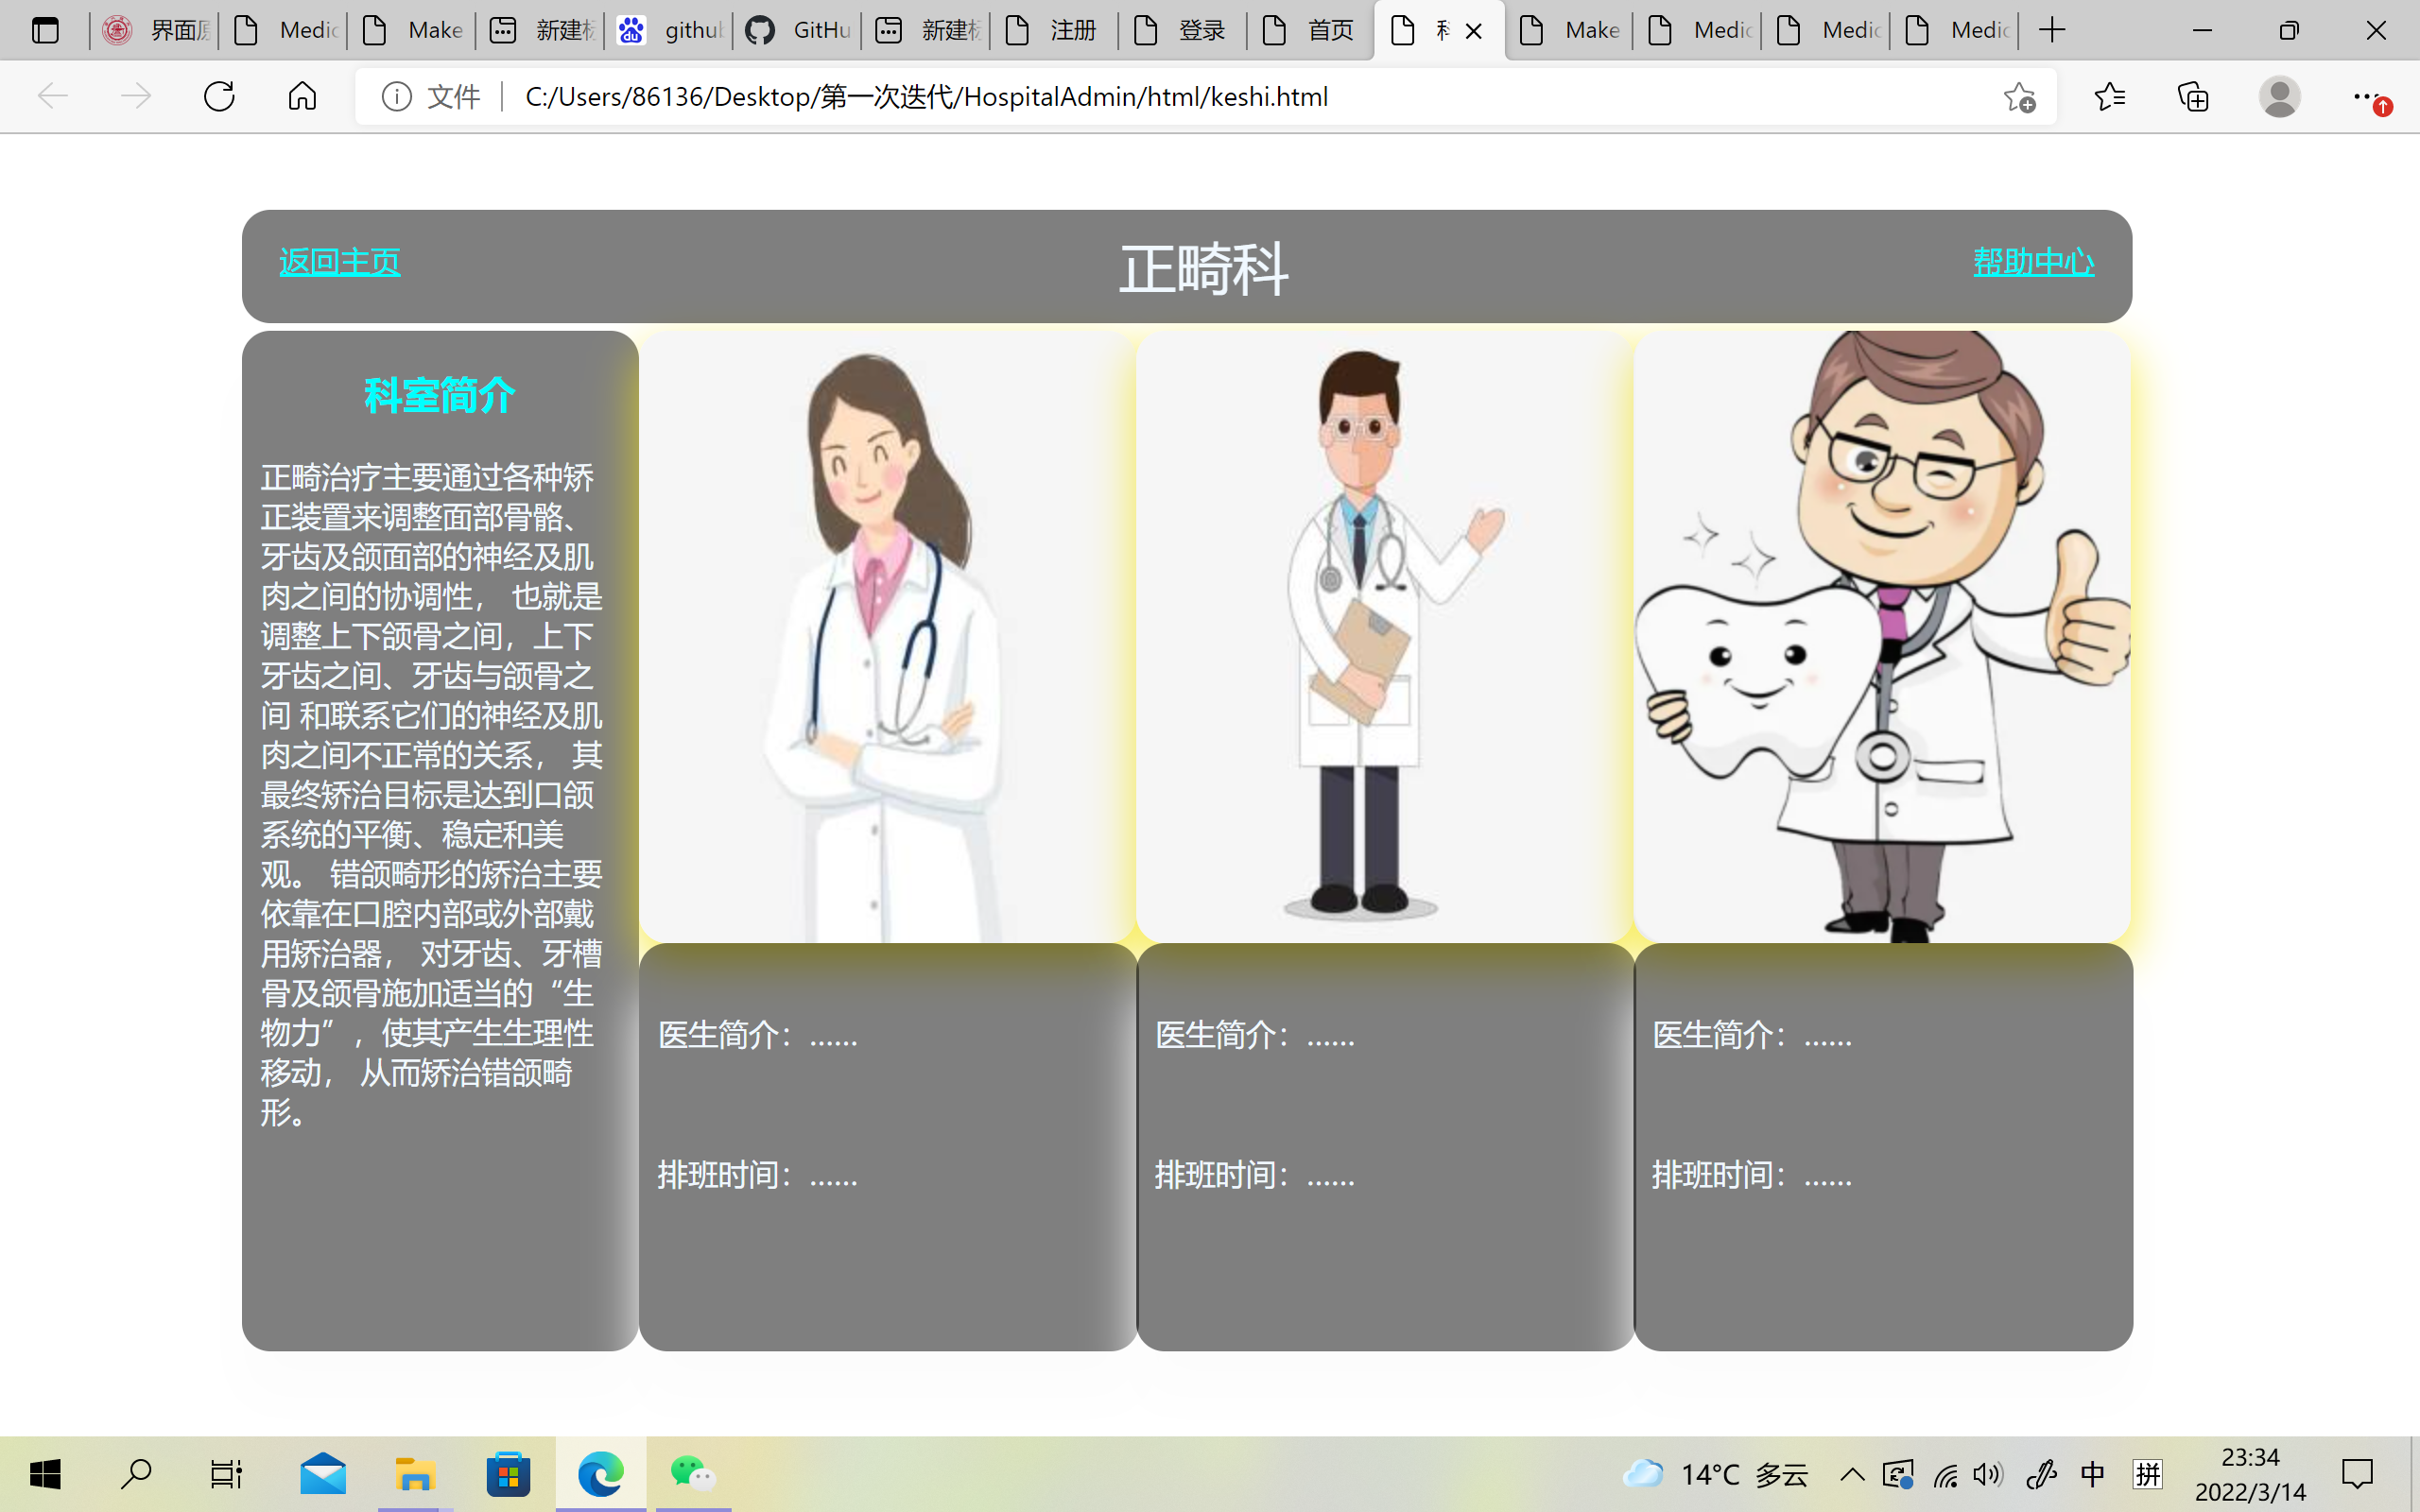 界面原
Medic
Make
新建标
github
GitHu
新建标
注册
登录
首页
科
Make
Medic
Medic
Medic
文件
C:/Users/86136/Desktop/第一次迭代/HospitalAdmin/html/keshi.html
返回主页
正畸科
帮助中心
科室简介
正畸治疗主要通过各种矫
正装置来调整面部骨骼、
牙齿及颌面部的神经及肌
肉之间的协调性， 也就是
调整上下颌骨之间，上下
牙齿之间、牙齿与颌骨之
间 和联系它们的神经及肌
肉之间不正常的关系， 其
最终矫治目标是达到口颌
系统的平衡、稳定和美
观。 错颌畸形的矫治主要
依靠在口腔内部或外部戴
用矫治器， 对牙齿、牙槽
骨及颌骨施加适当的“生
物力”，使其产生生理性
移动， 从而矫治错颌畸
形。
医生简介：......
排班时间：......
医生简介：......
排班时间：......
医生简介：......
排班时间：......
14°C 多云
中
拼
23:34
2022/3/14